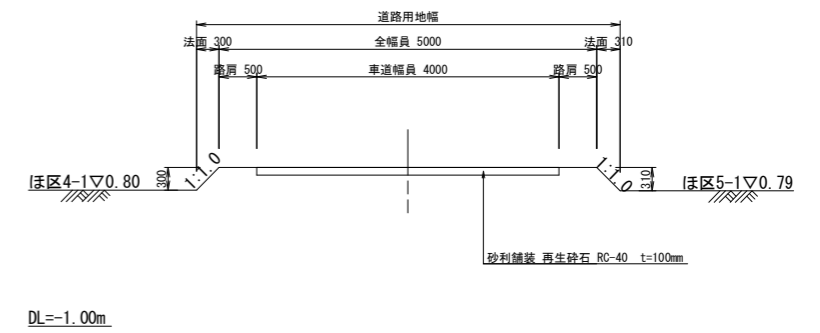 道路用地幅
法面 300
全幅員 5000
法面 310
路肩 500
車道幅員 4000
路肩 500
1:1.0
1:1.0
ほ区4-1▽0.80
300
310
ほ区5-1▽0.79
砂利舗装 再生砕石 RC-40 t=100mm
DL=-1.00m